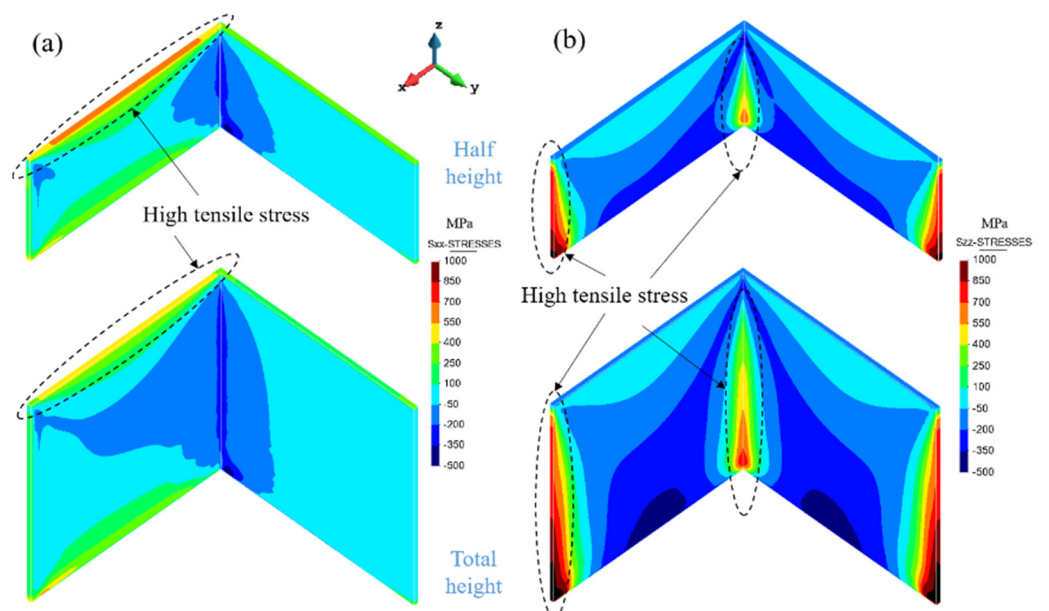 (a)
z
x
y
(b)
Half
height
High tensile stress
MPa
Sxx-STRESSES
1000
850
700
550
400
250
100
-50
-200
-350
-500
MPa
Szz-STRESSES
1000
850
700
550
400
250
100
-50
-200
-350
-500
High tensile stress
Total
height